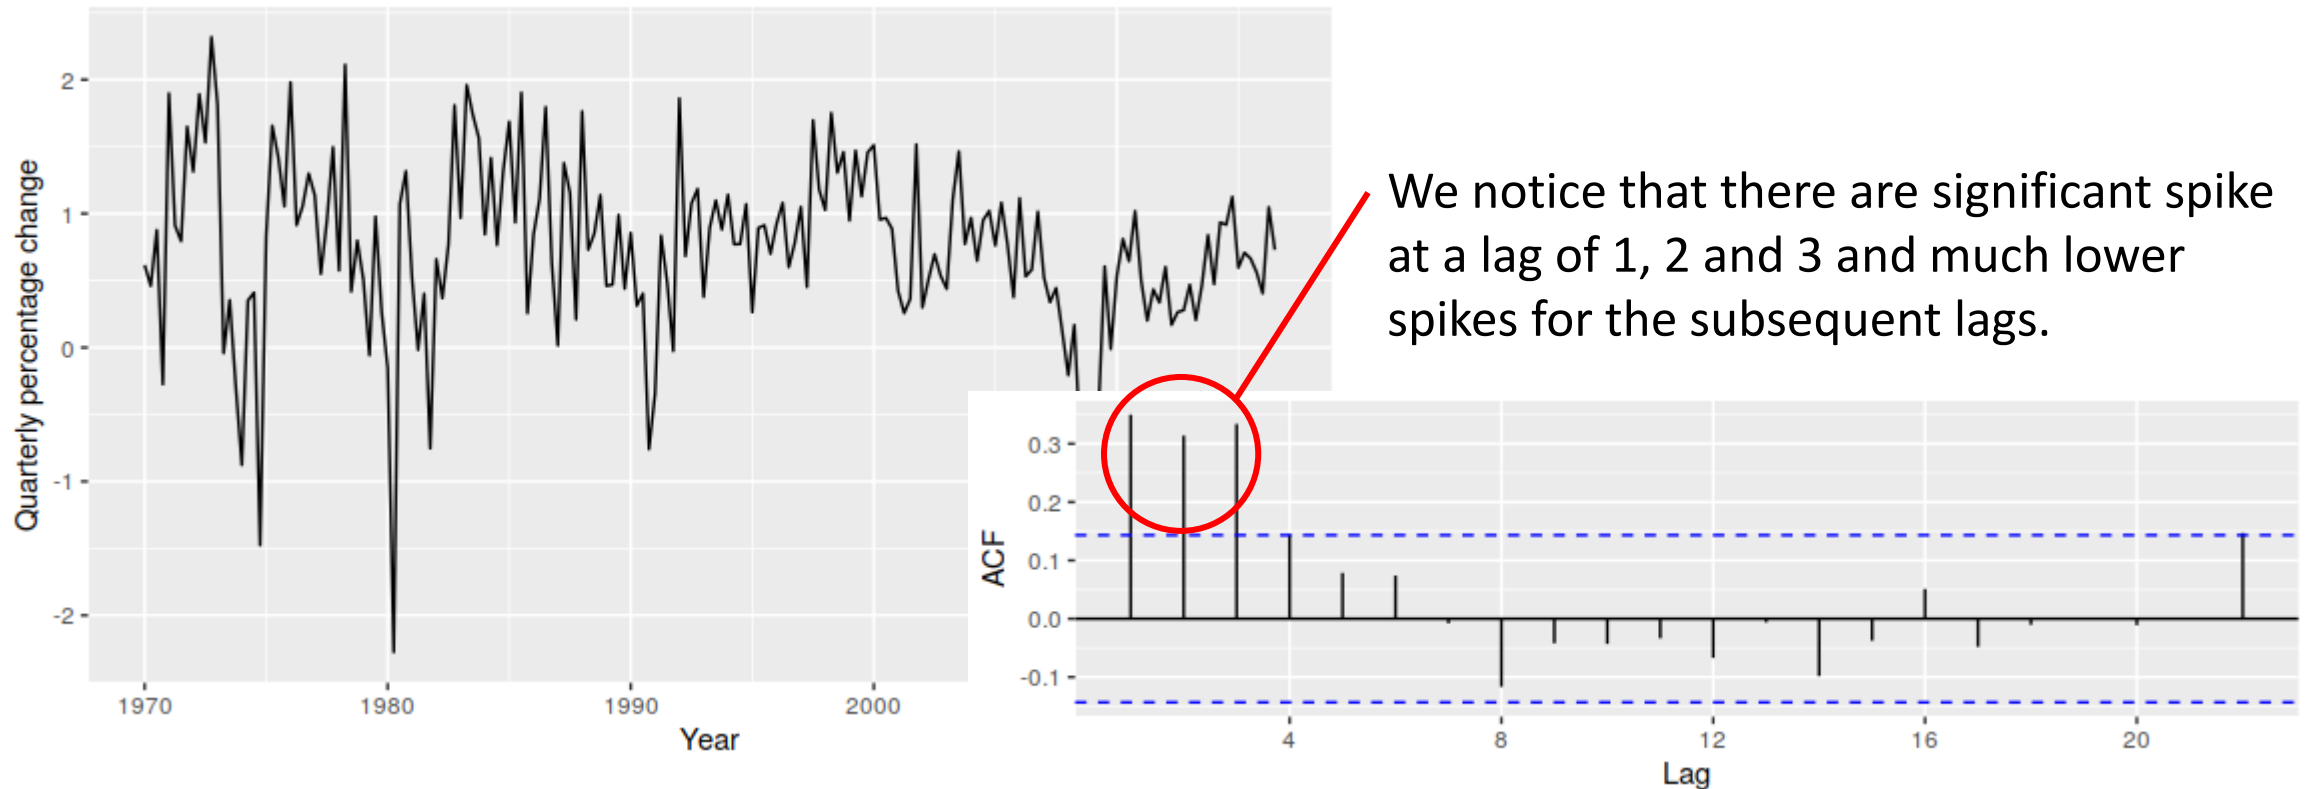 2
1
0
-1
-2
Quarterly percentage change
1970 1980 1990 2000
Year
We notice that there are significant spike
at a lag of 1, 2 and 3 and much lower
spikes for the subsequent lags.
0.3
0.2
0.1
0.0
-0.1
ACF
4 8 12 16 20
Lag